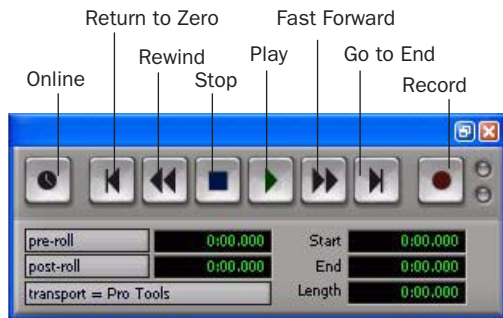 Return to Zero
Fast Forward
Rewind
Play
Go to End
Online
Stop
Record
pre-roll 0:00.000 Start 0:00.000
post-roll 0:00.000 End 0:00.000
transport = Pro Tools Length 0:00.000